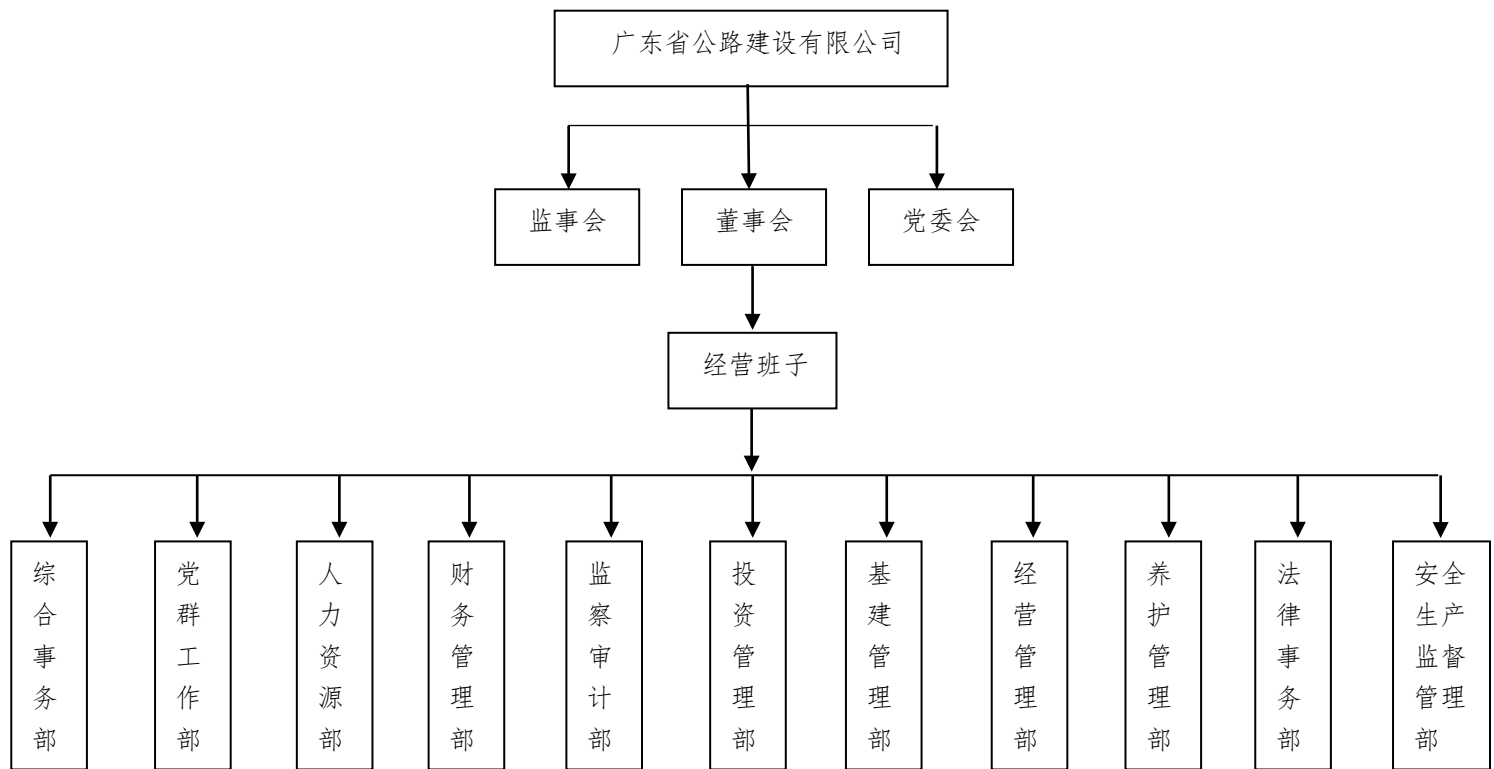 广东省公路建设有限公司
监事会
董事会
党委会
经营班子
综合事务部
党群工作部
人力资源部
财务管理部
监察审计部
投资管理部
基建管理部
经营管理部
养护管理部
法律事务部
安全生产监督管理部